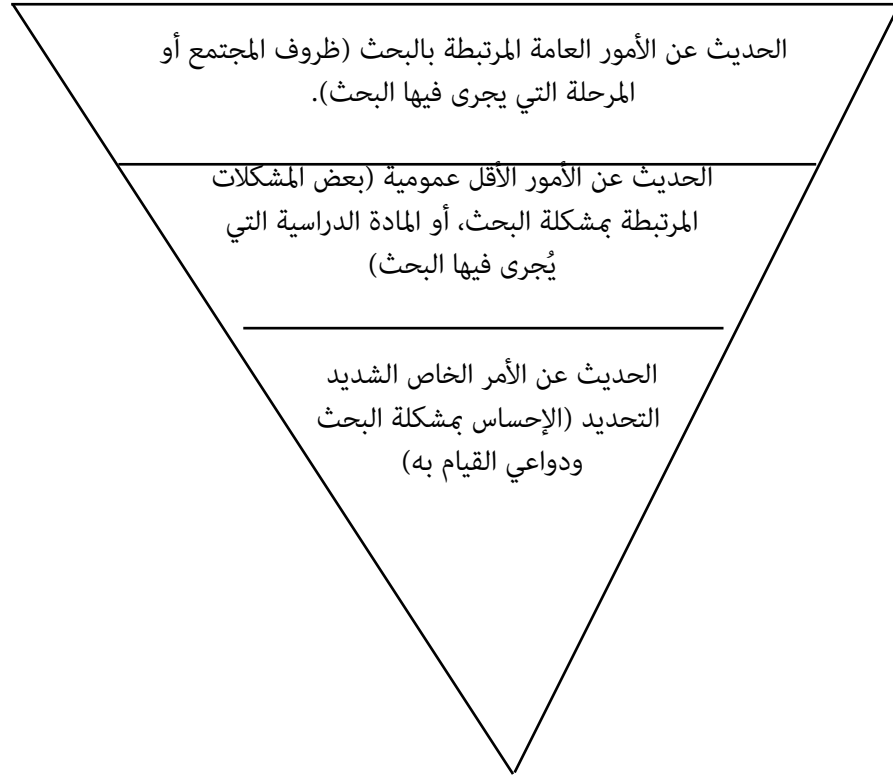 الحديث عن الأمور العامة المرتبطة بالبحث (ظروف المجتمع أو
المرحلة التي يجرى فيها البحث).
الحديث عن الأمور الأقل عمومية (بعض المشكلات
المرتبطة بمشكلة البحث، أو المادة الدراسية التي
يُجرى فيها البحث)
الحديث عن الأمر الخاص الشديد
التحديد (الإحساس بمشكلة البحث
ودواعي القيام به)